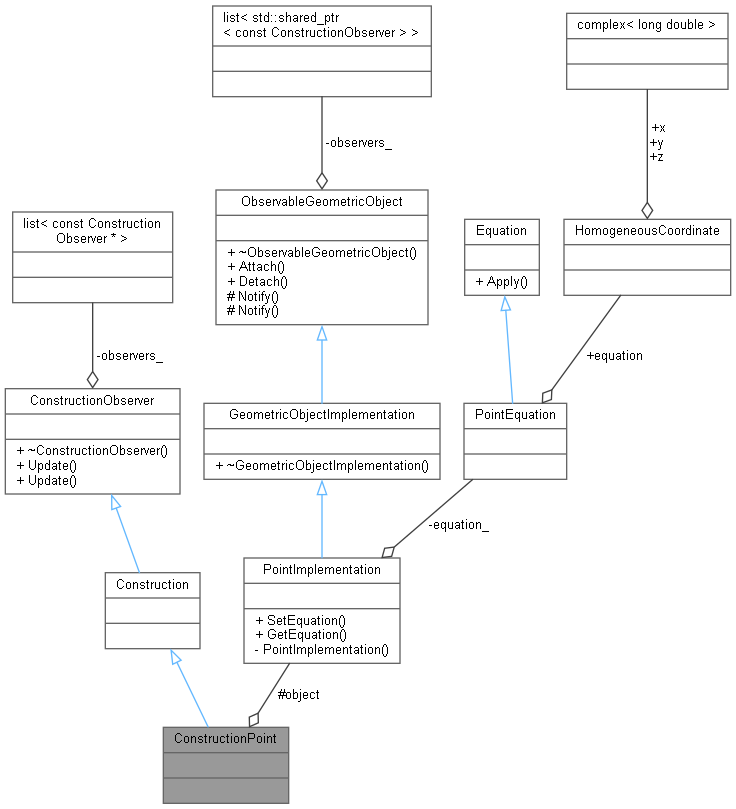 list< std::shared_ptr
< const ConstructionObserver > >
complex< long double >
-observers_
+x
+y
+z
ObservableGeometricObject
+ ~ObservableGeometricObject()
+ Attach()
+ Detach()
# Notify()
# Notify()
list< const Construction
Observer * >
Equation
+ Apply()
HomogeneousCoordinate
-observers_
+equation
ConstructionObserver
+ ~ConstructionObserver()
+ Update()
+ Update()
GeometricObjectImplementation
+ ~GeometricObjectImplementation()
PointEquation
-equation_
Construction
PointImplementation
+ SetEquation()
+ GetEquation()
- PointImplementation()
#object
ConstructionPoint